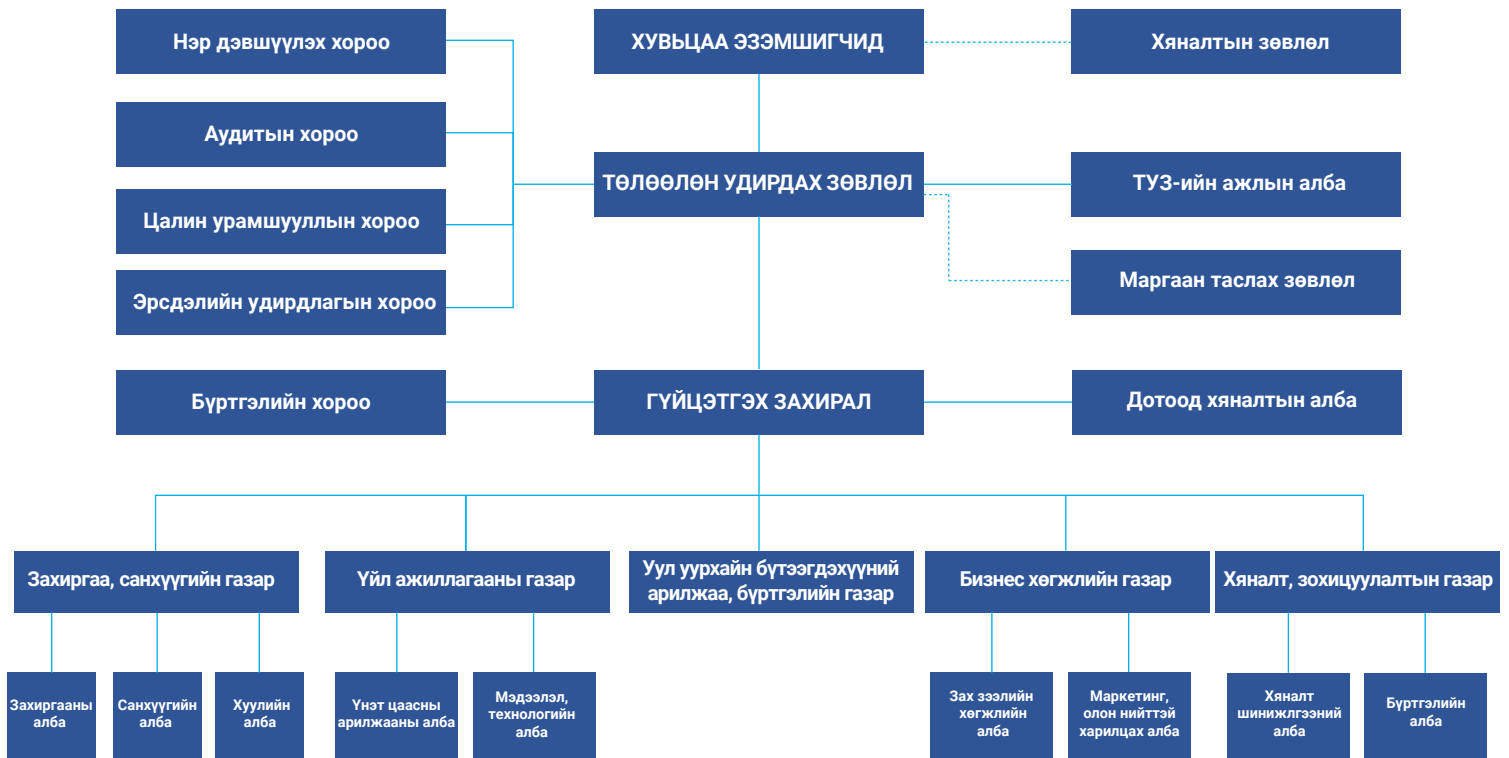 Нэр дэвшүүлэх хороо
ХУВЬЦАА ЭЗЭМШИГЧИД
Хяналтын зөвлөл
Аудитын хороо
ТӨЛӨӨЛӨН УДИРДАХ ЗӨВЛӨЛ
ТУЗ-ийн ажлын алба
Цалин урамшууллын хороо
Маргаан таслах зөвлөл
Эрсдэлийн удирдлагын хороо
Бүртгэлийн хороо
ГҮЙЦЭТГЭХ ЗАХИРАЛ
Дотоод хяналтын алба
Захиргаа, санхүүгийн газар
Үйл ажиллагааны газар
Уул уурхайн бүтээгдэхүүний
арилжаа, бүртгэлийн газар
Бизнес хөгжлийн газар
Хяналт, зохицуулалтын газар
Захиргааны
алба
Санхүүгийн
алба
Хуулийн
алба
Үнэт цаасны
арилжааны алба
Мэдээлэл,
технологийн
алба
Зах зээлийн
хөгжлийн
алба
Маркетинг,
олон нийттэй
харилцах алба
Хяналт
шинижлгээний
алба
Бүртгэлийн
алба